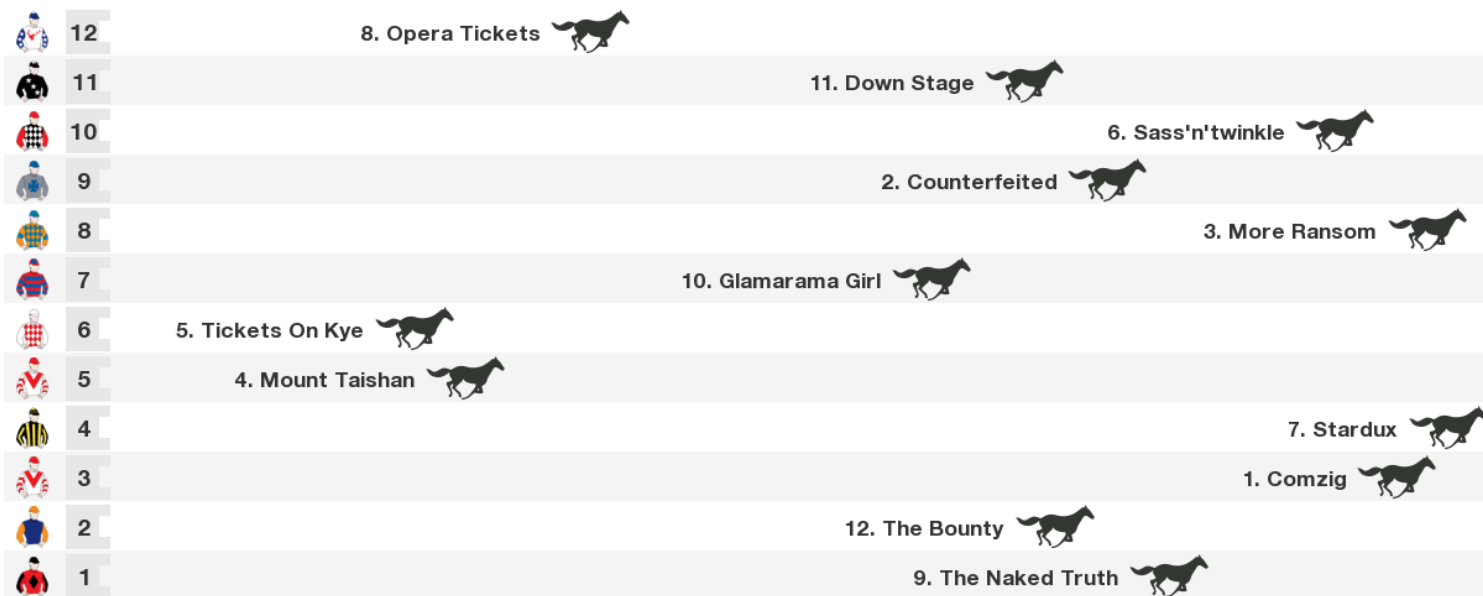 12 8. Opera Tickets
11 11. Down Stage
10 6. Sass'n'twinkle
9 2. Counterfeited
8 3. More Ransom
7 10. Glamarama Girl
6 5. Tickets On Kye
5 4. Mount Taishan
4 7. Stardux
3 1. Comzig
2 12. The Bounty
1 9. The Naked Truth